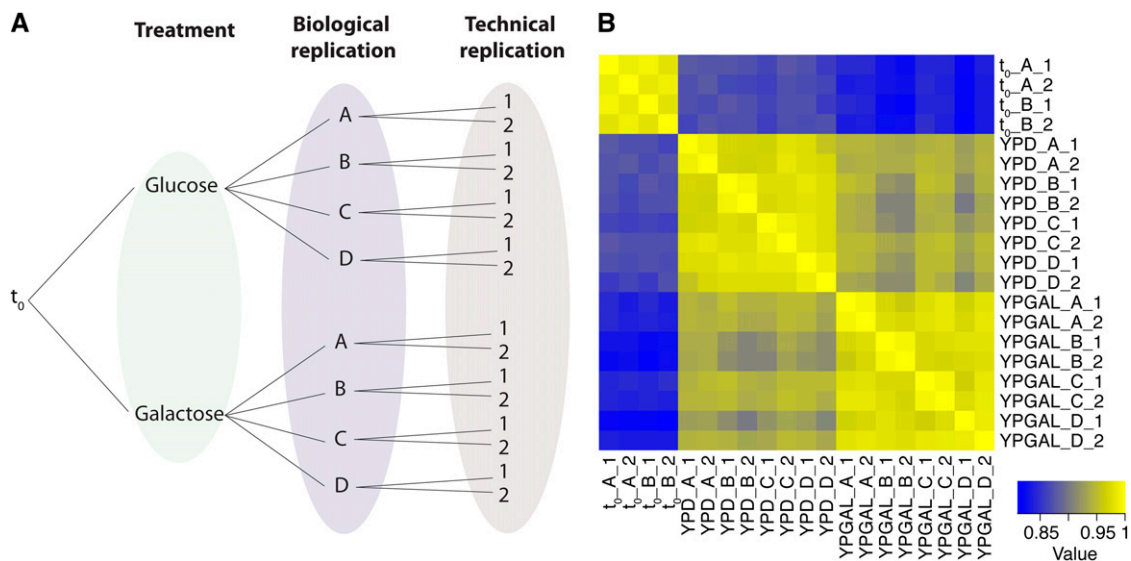 A
Treatment
Biological
replication
Technical
replication
t0
Glucose
Galactose
A
B
C
D
A
B
C
D
1
2
1
2
1
2
1
2
1
2
1
2
1
2
1
2
B
t0_A_1
t0_A_2
t0_B_1
t0_B_2
YPD_A_1
YPD_A_2
YPD_B_1
YPD_B_2
YPD_C_1
YPD_C_2
YPD_D_1
YPD_D_2
YPGAL_A_1
YPGAL_A_2
YPGAL_B_1
YPGAL_B_2
YPGAL_C_1
YPGAL_C_2
YPGAL_D_1
YPGAL_D_2
t0_A_1
t0_A_2
t0_B_1
t0_B_2
YPD_A_1
YPD_A_2
YPD_B_1
YPD_B_2
YPD_C_1
YPD_C_2
YPD_D_1
YPD_D_2
YPGAL_A_1
YPGAL_A_2
YPGAL_B_1
YPGAL_B_2
YPGAL_C_1
YPGAL_C_2
YPGAL_D_1
YPGAL_D_2
0.85 0.95 1
Value